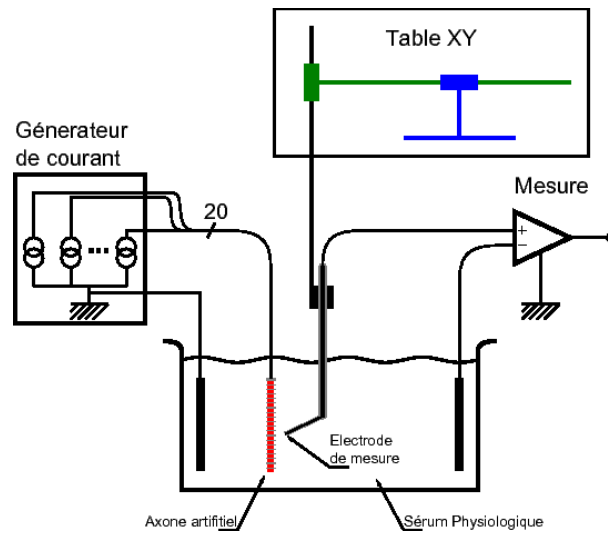 Table XY
Génerateur
de courant
Mesure
20
+
−
Electrode
de mesure
Axone artifitiel
Sérum Physiologique